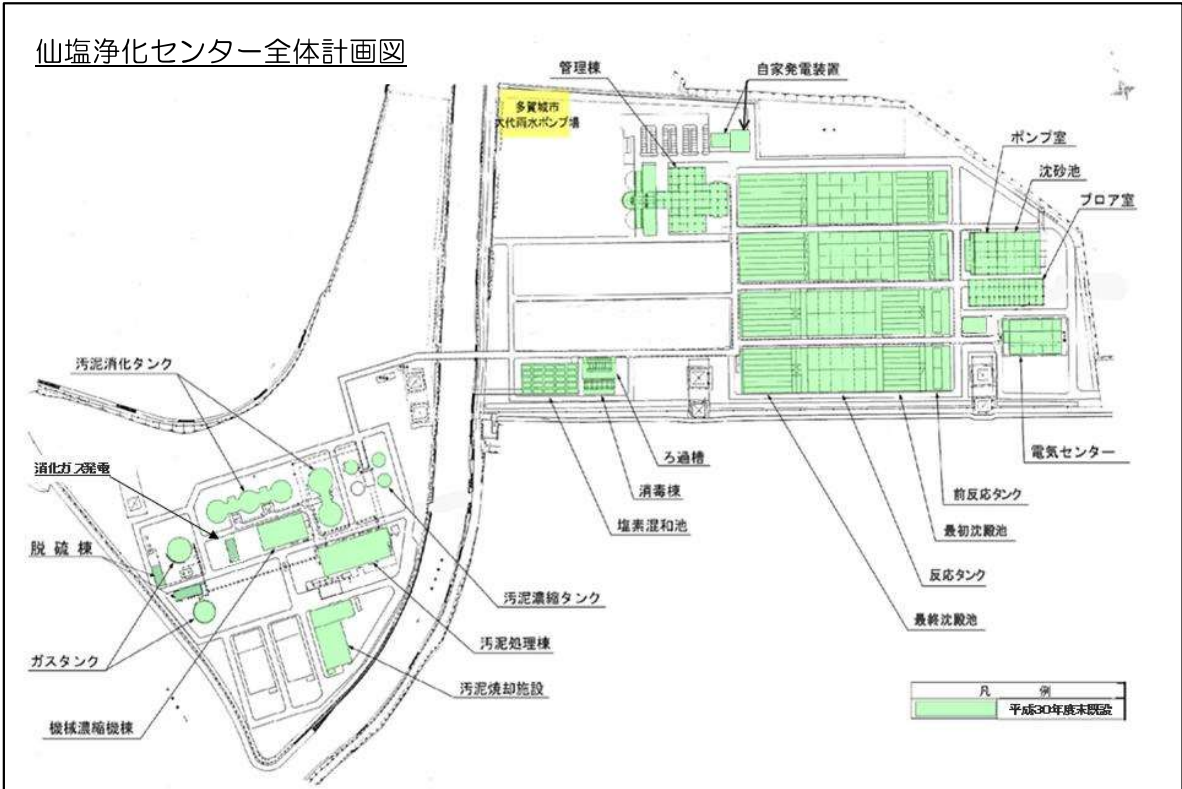 仙塩浄化センター全体計画図
管理棟
自家発電装置
多賀城市
大代雨水ポンプ場
ポンプ室
沈砂池
ブロア室
汚泥消化タンク
消化ガス発電
脱硫棟
ガスタンク
機械濃縮機棟
汚泥濃縮タンク
汚泥処理棟
汚泥焼却施設
ろ過槽
消毒棟
塩素混和池
電気センター
前反応タンク
最初沈殿池
反応タンク
最終沈殿池
凡例
平成30年度末既設